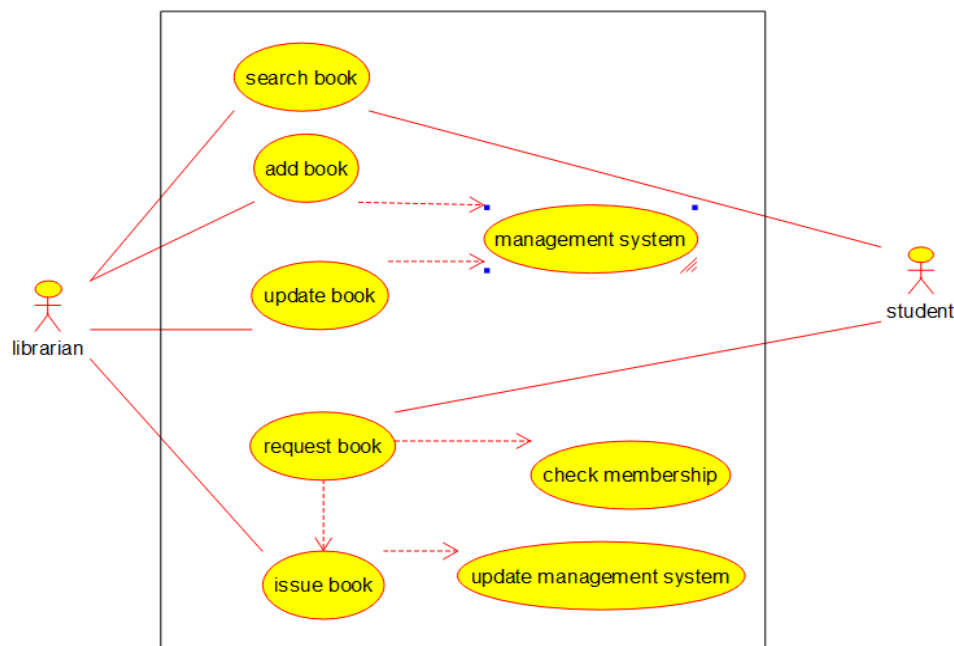 search book
add book
management system
update book
librarian
student
request book
check membership
issue book
update management system